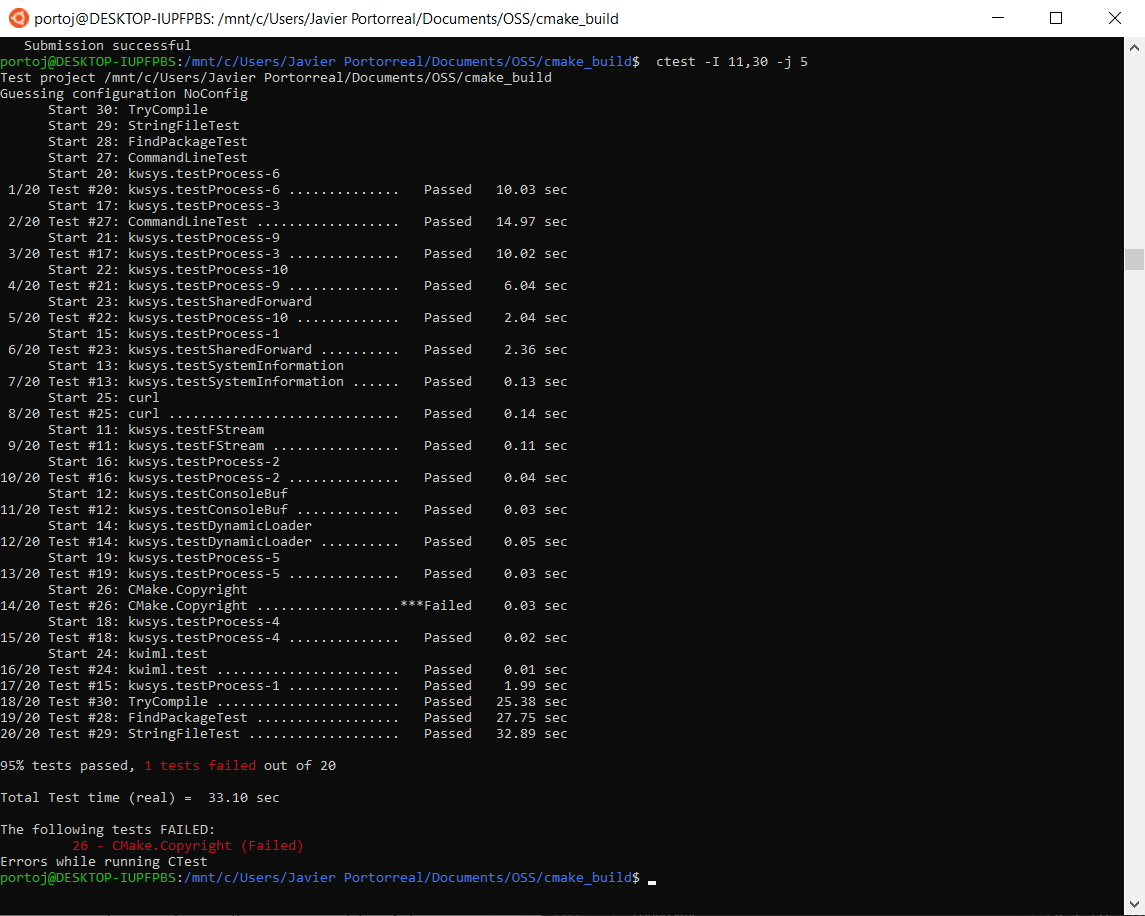 portoj@DESKTOP-IUPFPBS: /mnt/c/Users/Javier Portorreal/Documents/OSS/cmake_build
   Submission successful
portoj@DESKTOP-IUPFPBS:/mnt/c/Users/Javier Portorreal/Documents/OSS/cmake_build$  ctest -I 11,30 -j 5
Test project /mnt/c/Users/Javier Portorreal/Documents/OSS/cmake_build
Guessing configuration NoConfig
      Start 30: TryCompile
      Start 29: StringFileTest
      Start 28: FindPackageTest
      Start 27: CommandLineTest
      Start 20: kwsys.testProcess-6
 1/20 Test #20: kwsys.testProcess-6 ..............   Passed   10.03 sec
      Start 17: kwsys.testProcess-3
 2/20 Test #27: CommandLineTest ..................   Passed   14.97 sec
      Start 21: kwsys.testProcess-9
 3/20 Test #17: kwsys.testProcess-3 ..............   Passed   10.02 sec
      Start 22: kwsys.testProcess-10
 4/20 Test #21: kwsys.testProcess-9 ..............   Passed    6.04 sec
      Start 23: kwsys.testSharedForward
 5/20 Test #22: kwsys.testProcess-10 .............   Passed    2.04 sec
      Start 15: kwsys.testProcess-1
 6/20 Test #23: kwsys.testSharedForward ..........   Passed    2.36 sec
      Start 13: kwsys.testSystemInformation
 7/20 Test #13: kwsys.testSystemInformation ......   Passed    0.13 sec
      Start 25: curl
 8/20 Test #25: curl .............................   Passed    0.14 sec
      Start 11: kwsys.testFStream
 9/20 Test #11: kwsys.testFStream ................   Passed    0.11 sec
      Start 16: kwsys.testProcess-2
10/20 Test #16: kwsys.testProcess-2 ..............   Passed    0.04 sec
      Start 12: kwsys.testConsoleBuf
11/20 Test #12: kwsys.testConsoleBuf .............   Passed    0.03 sec
      Start 14: kwsys.testDynamicLoader
12/20 Test #14: kwsys.testDynamicLoader ..........   Passed    0.05 sec
      Start 19: kwsys.testProcess-5
13/20 Test #19: kwsys.testProcess-5 ..............   Passed    0.03 sec
      Start 26: CMake.Copyright
14/20 Test #26: CMake.Copyright ..................***Failed    0.03 sec
      Start 18: kwsys.testProcess-4
15/20 Test #18: kwsys.testProcess-4 ..............   Passed    0.02 sec
      Start 24: kwiml.test
16/20 Test #24: kwiml.test .......................   Passed    0.01 sec
17/20 Test #15: kwsys.testProcess-1 ..............   Passed    1.99 sec
18/20 Test #30: TryCompile .......................   Passed   25.38 sec
19/20 Test #28: FindPackageTest ..................   Passed   27.75 sec
20/20 Test #29: StringFileTest ...................   Passed   32.89 sec

95% tests passed, 1 tests failed out of 20

Total Test time (real) =  33.10 sec

The following tests FAILED:
         26 - CMake.Copyright (Failed)
Errors while running CTest
portoj@DESKTOP-IUPFPBS:/mnt/c/Users/Javier Portorreal/Documents/OSS/cmake_build$